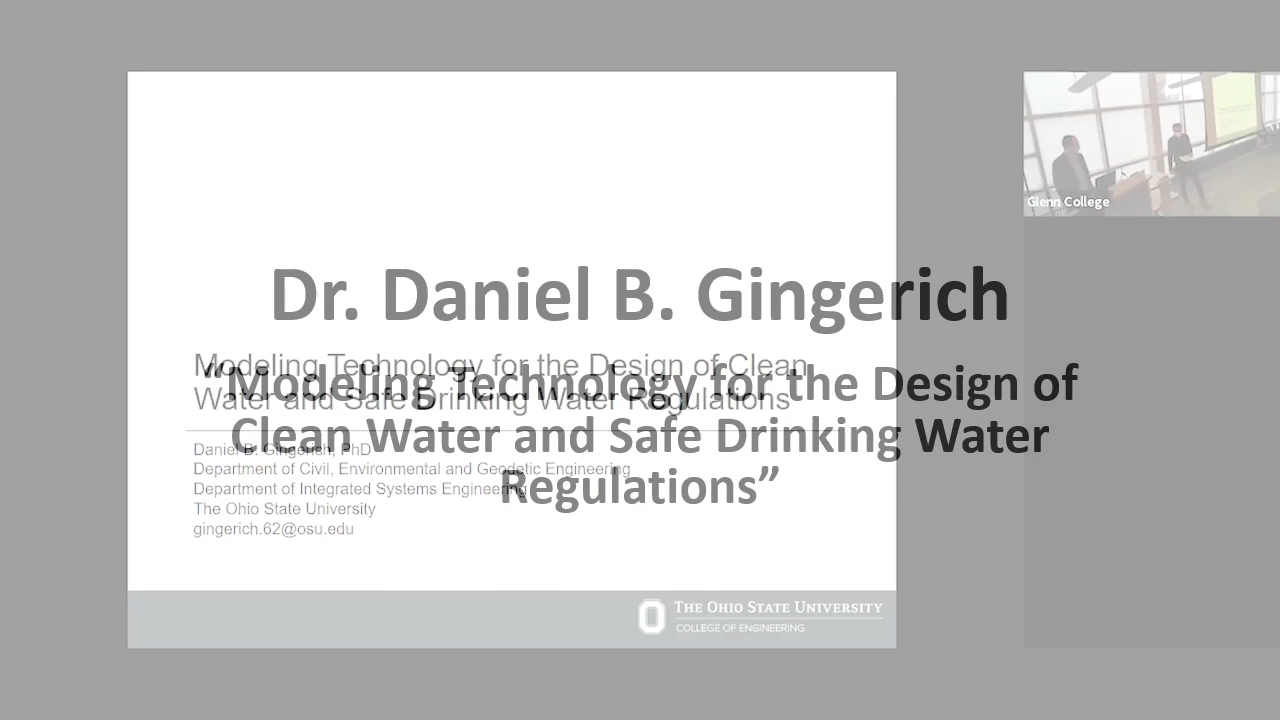 Glenn College
Dr. Daniel B. Gingerich
“Modeling Technology for the Design of
Clean Water and Safe Drinking Water
Regulations”
Modeling Technology for the Design of Clean
Water and Safe Drinking Water Regulations
Daniel B. Gingerich, PhD
Department of Civil, Environmental and Geodetic Engineering
Department of Integrated Systems Engineering
The Ohio State University
gingerich.62@osu.edu
THE OHIO STATE UNIVERSITY
COLLEGE OF ENGINEERING